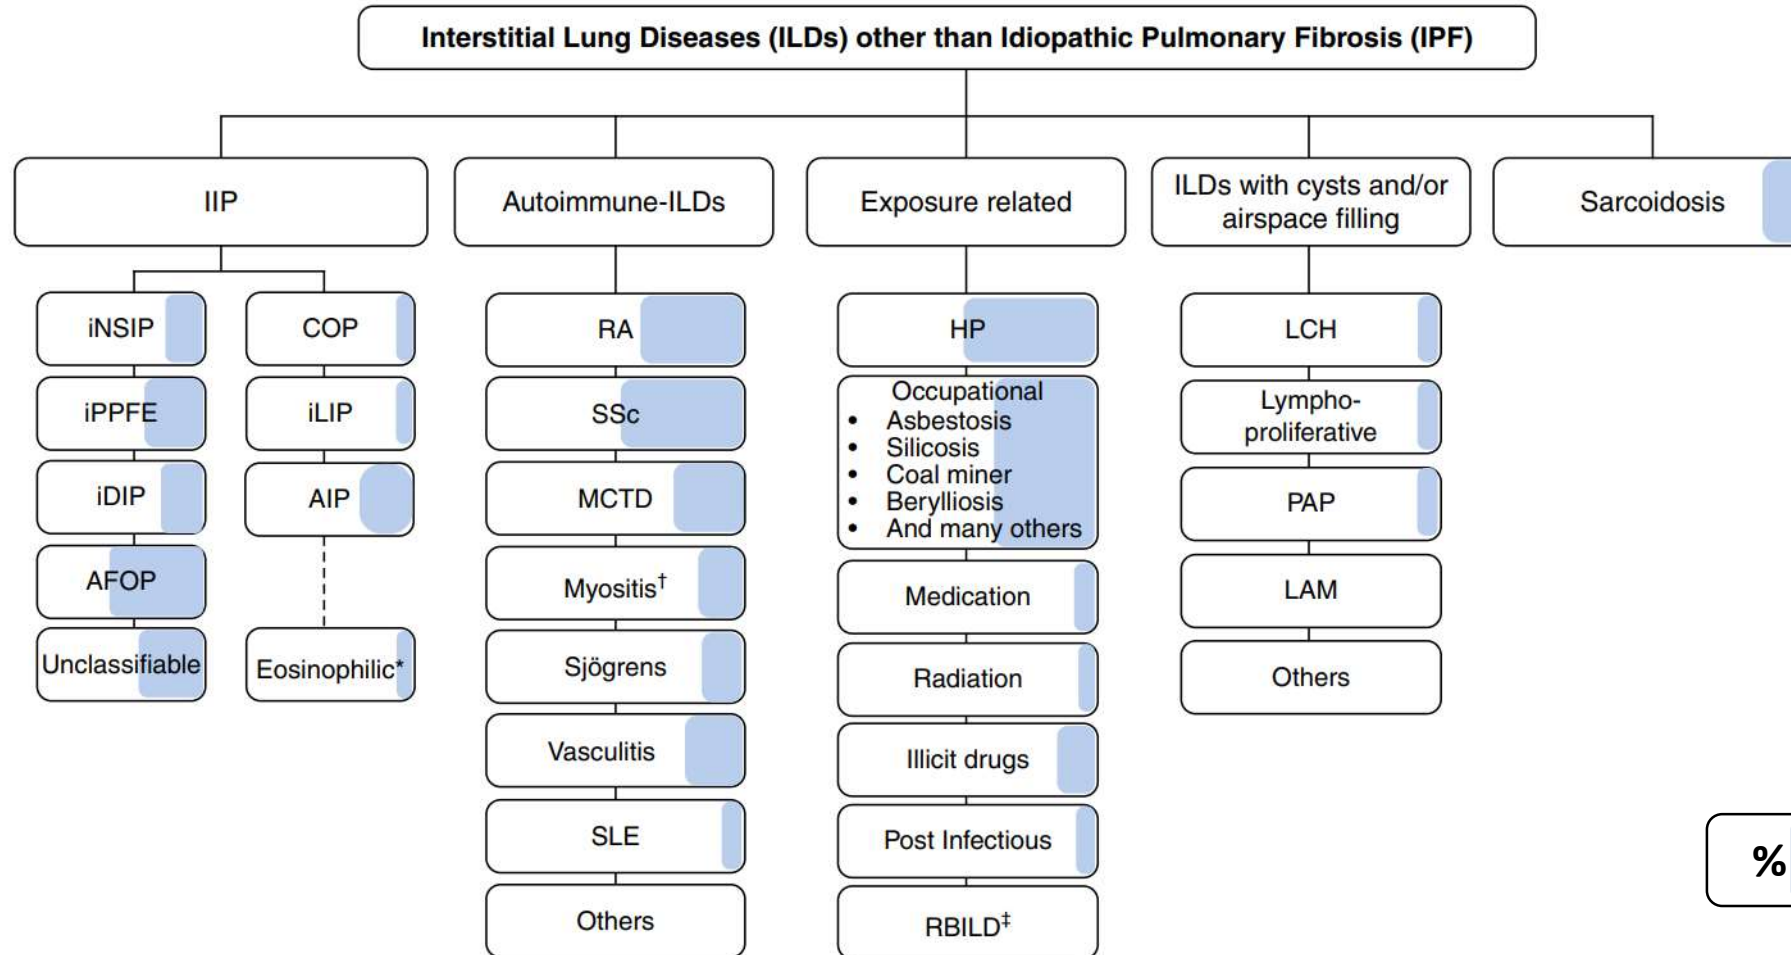 Interstitial Lung Diseases (ILDs) other than Idiopathic Pulmonary Fibrosis (IPF)
IIP
Autoimmune-ILDs
Exposure related
ILDs with cysts and/or
airspace filling
Sarcoidosis
iNSIP
iPPFE
iDIP
AFOP
Unclassifiable
COP
iLIP
AIP
Eosinophilic*
RA
SSc
MCTD
Myositis†
Sjögrens
Vasculitis
SLE
Others
HP
Occupational
• Asbestosis
• Silicosis
• Coal miner
• Berylliosis
• And many others
Medication
Radiation
Illicit drugs
Post Infectious
RBILD‡
LCH
Lympho-
proliferative
PAP
LAM
Others
%